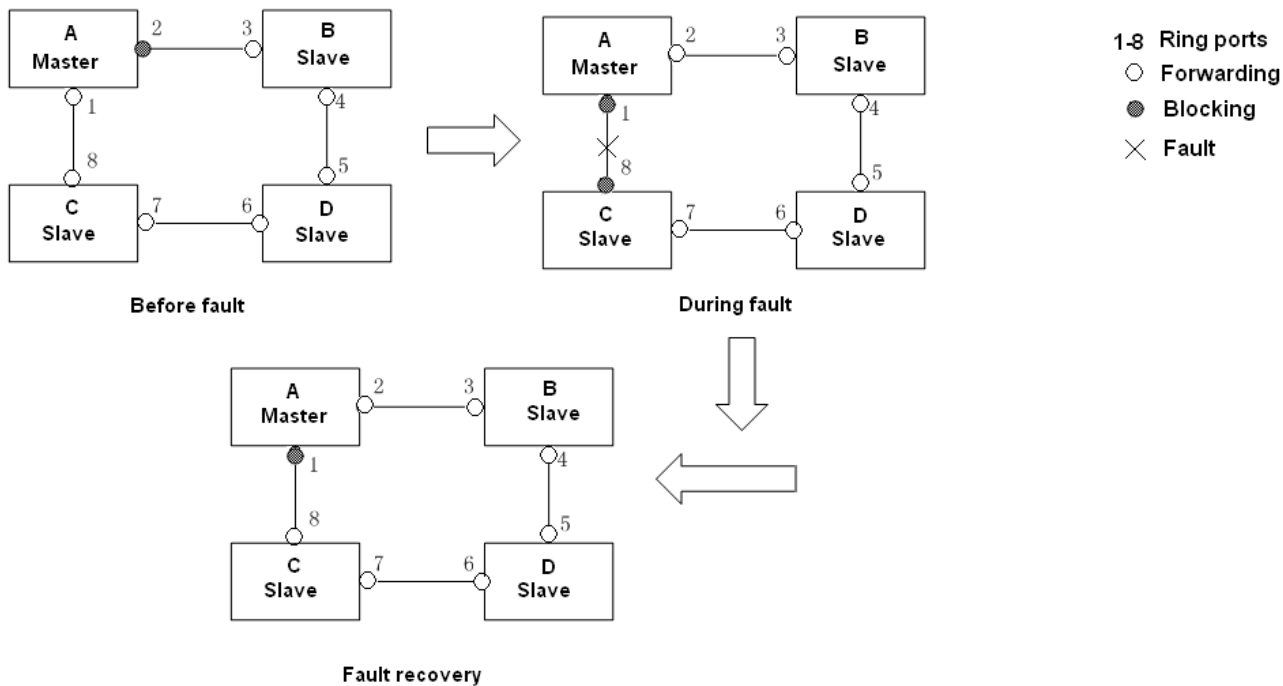 A
Master
2
3
B
Slave
1
4
8
5
C
Slave
7
6
D
Slave
Before fault
A
Master
2
3
B
Slave
1
4
8
5
C
Slave
7
6
D
Slave
During fault
1-8 Ring ports
Forwarding
Blocking
Fault
A
Master
2
3
B
Slave
1
4
8
5
C
Slave
7
6
D
Slave
Fault recovery